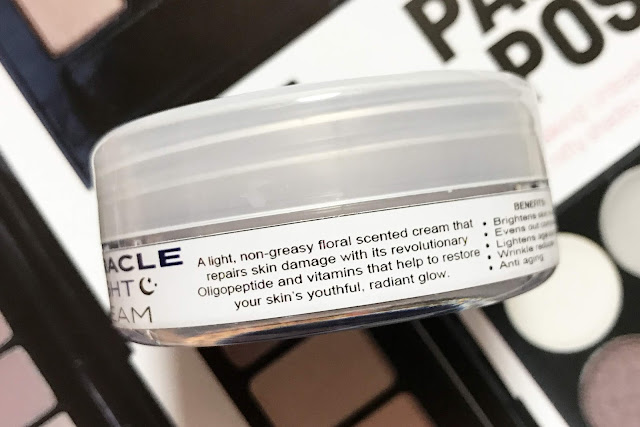 ACLE
HT
EAM
A light, non-greasy floral scented cream that
repairs skin damage with its revolutionary
Oligopeptide and vitamins that help to restore
your skin's youthful, radiant glow.
BENEFITS
• Brightens
• Evens out
• Lightens
• Wrinkle
• Anti aging
PA
POS